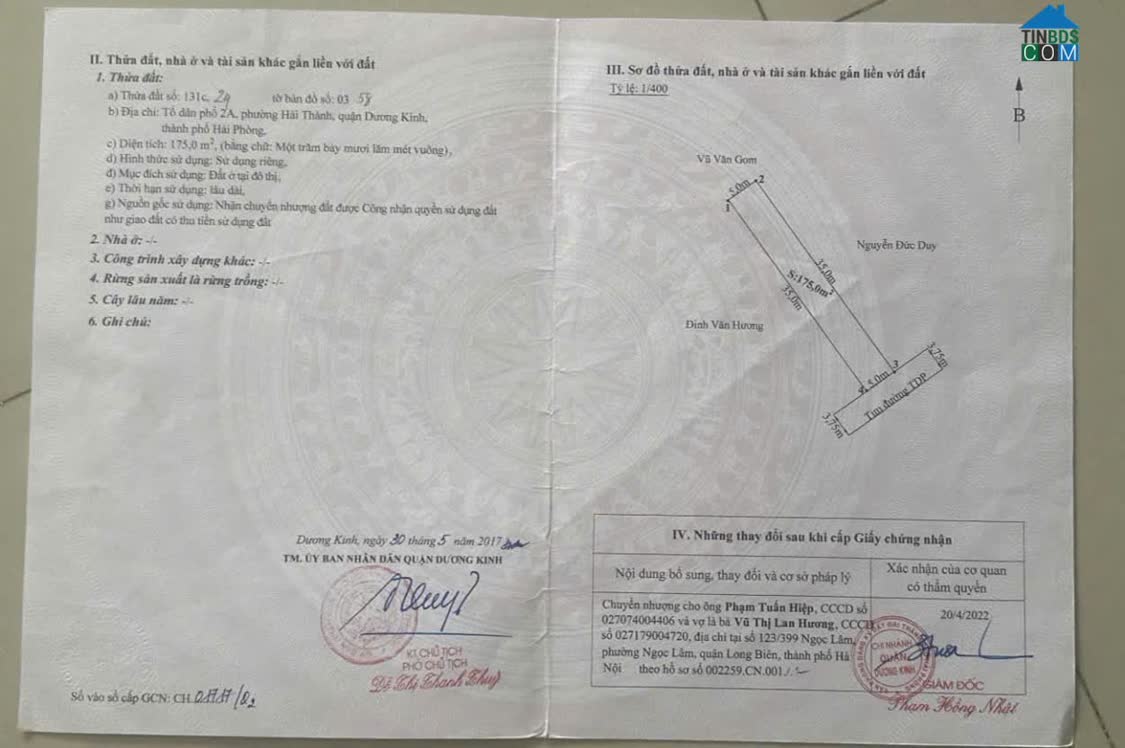 TINBDS
COM
II. Thửa đất, nhà ở và tài sản khác gắn liền với đất
1. Thửa đất:
a) Thửa đất số: 131c, 24 tờ bản đồ số: 03 58
b) Địa chỉ: Tổ dân phố 2A, phường Hải Thành, quận Dương Kinh,
thành phố Hải Phòng,
c) Diện tích: 175,0 m², (bằng chữ: Một trăm bảy mươi lăm mét vuông),
d) Hình thức sử dụng: Sử dụng riêng,
đ) Mục đích sử dụng: Đất ở tại đô thị,
e) Thời hạn sử dụng: lâu dài,
g) Nguồn gốc sử dụng: Nhận chuyển nhượng đất được Công nhận quyền sử dụng đất
như giao đất có thu tiền sử dụng đất
2. Nhà ở: -/-
3. Công trình xây dựng khác: -/-
4. Rừng sản xuất là rừng trồng: -/-
5. Cây lâu năm: -/-
6. Ghi chú:
Dương Kinh, ngày 30 tháng 5 năm 2017
TM. ỦY BAN NHÂN DÂN QUẬN DƯƠNG KINH
KT. CHỦ TỊCH
PHÓ CHỦ TỊCH
Đỗ Thị Thanh Thuỷ
Số vào sổ cấp GCN: CH.
III. Sơ đồ thửa đất, nhà ở và tài sản khác gắn liền với đất
Tỷ lệ: 1/400
B
Vũ Văn Gom
5.0m
2
1
Nguyễn Đức Duy
35,0m
S:175,0m²
35,0m
Đinh Văn Hương
3
3,75m
5.0m
Tim đường TDP
3,75m
IV. Những thay đổi sau khi cấp Giấy chứng nhận
Nội dung bổ sung, thay đổi và cơ sở pháp lý
Xác nhận của cơ quan
có thẩm quyền
Chuyển nhượng cho ông Phạm Tuấn Hiệp, CCCD số
027074004406 và vợ là bà Vũ Thị Lan Hương, CCCD
số 027179004720, địa chỉ tại số 123/399 Ngọc Lâm,
phường Ngọc Lâm, quận Long Biên, thành phố Hà
Nội theo hồ sơ số 002259.CN.001
20/4/2022
CHI NHÁNH
QUẬN
DƯƠNG KINH
GIÁM ĐỐC
Phạm Hồng Nhật